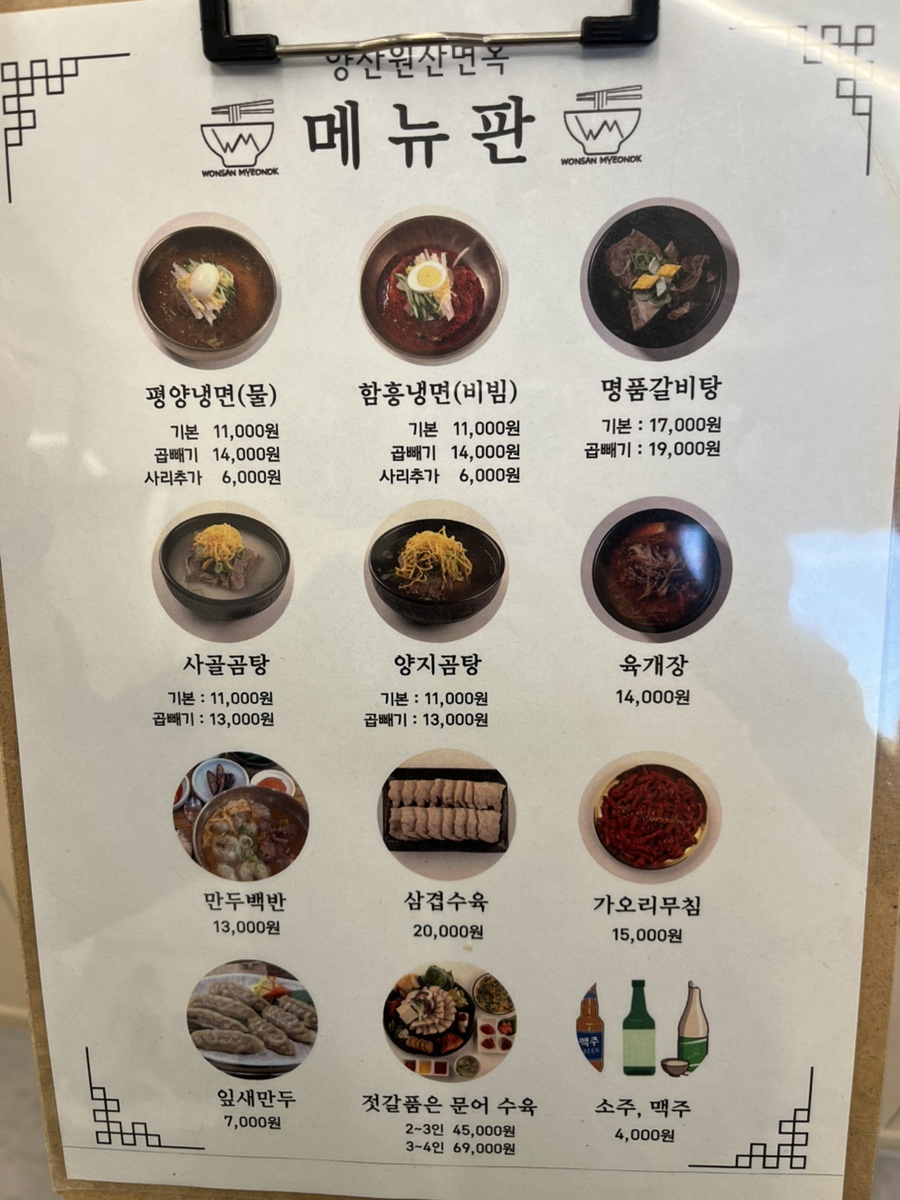 양산원산면옥
메뉴판
WONSAN MYEONOK
WONSAN MYEONOK
평양냉면(물)
기본 11,000원
곱빼기 14,000원
사리추가 6,000원
함흥냉면(비빔)
기본 11,000원
곱빼기 14,000원
사리추가 6,000원
명품갈비탕
기본 : 17,000원
곱빼기 : 19,000원
사골곰탕
기본 : 11,000원
곱빼기 : 13,000원
양지곰탕
기본 : 11,000원
곱빼기 : 13,000원
육개장
14,000원
만두백반
13,000원
삼겹수육
20,000원
가오리무침
15,000원
잎새만두
7,000원
젓갈품은 문어 수육
2~3인 45,000원
3~4인 69,000원
맥주
BEER
소주, 맥주
4,000원